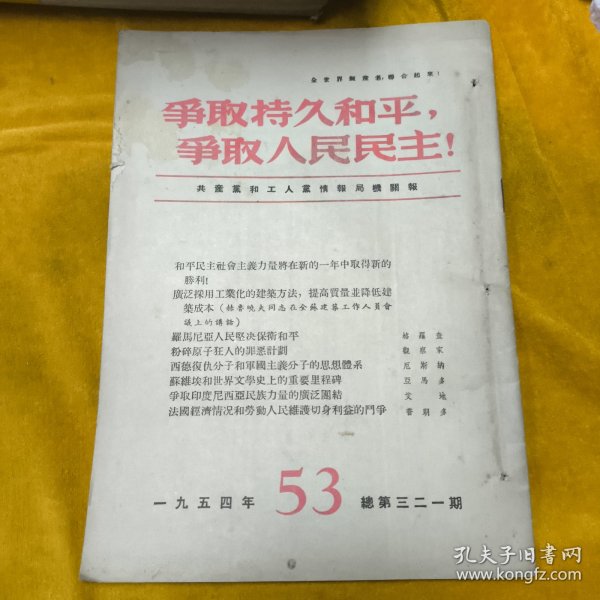 全世界無產者,聯合起來!
爭取持久和平,
爭取人民民主!
共產黨和工人黨情報局機關報
和平民主社會主義力量將在新的一年中取得新的
勝利!
廣泛採用工業化的建築方法,提高質量並降低建
築成本(赫魯曉夫同志在全蘇建築工作人員會
議上的講話)
羅馬尼亞人民堅决保衛和平 格羅查
粉碎原子狂人的罪惡計劃 觀察家
西德復仇分子和軍國主義分子的思想體系 厄斯納
蘇維埃和世界文學史上的重要里程碑 亞馬多
爭取印度尼西亞民族力量的廣泛團結 艾地
法國經濟情况和勞動人民維護切身利益的鬥爭 普朗多
一九五四年 53 總第三二一期
孔夫子旧书网
www.kongfz.com